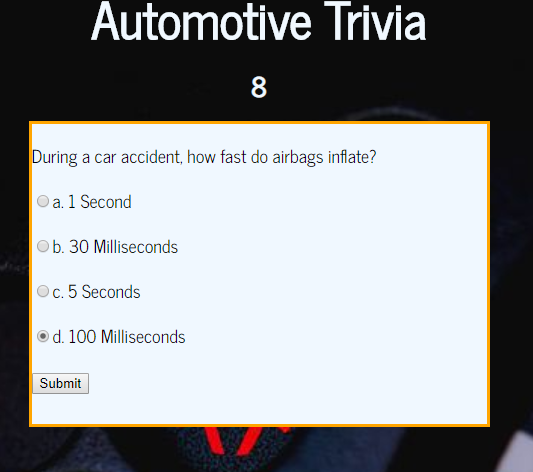 Automotive Trivia
8
During a car accident, how fast do airbags inflate?
a. 1 Second
b. 30 Milliseconds
c. 5 Seconds
d. 100 Milliseconds
Submit